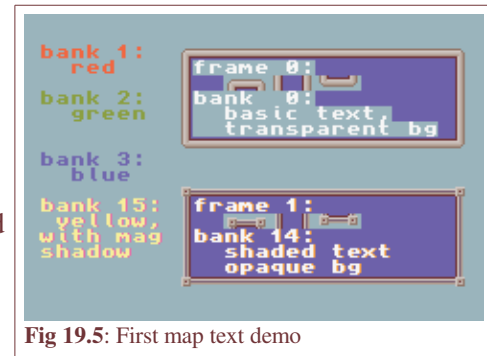 bank 1:
red
bank 2:
green
bank 3:
blue
bank 15:
yellow,
with mag
shadow
frame 0:
bank 0:
basic text,
transparent bg
frame 1:
bank 14:
shaded text
opaque bg
Fig 19.5: First map text demo